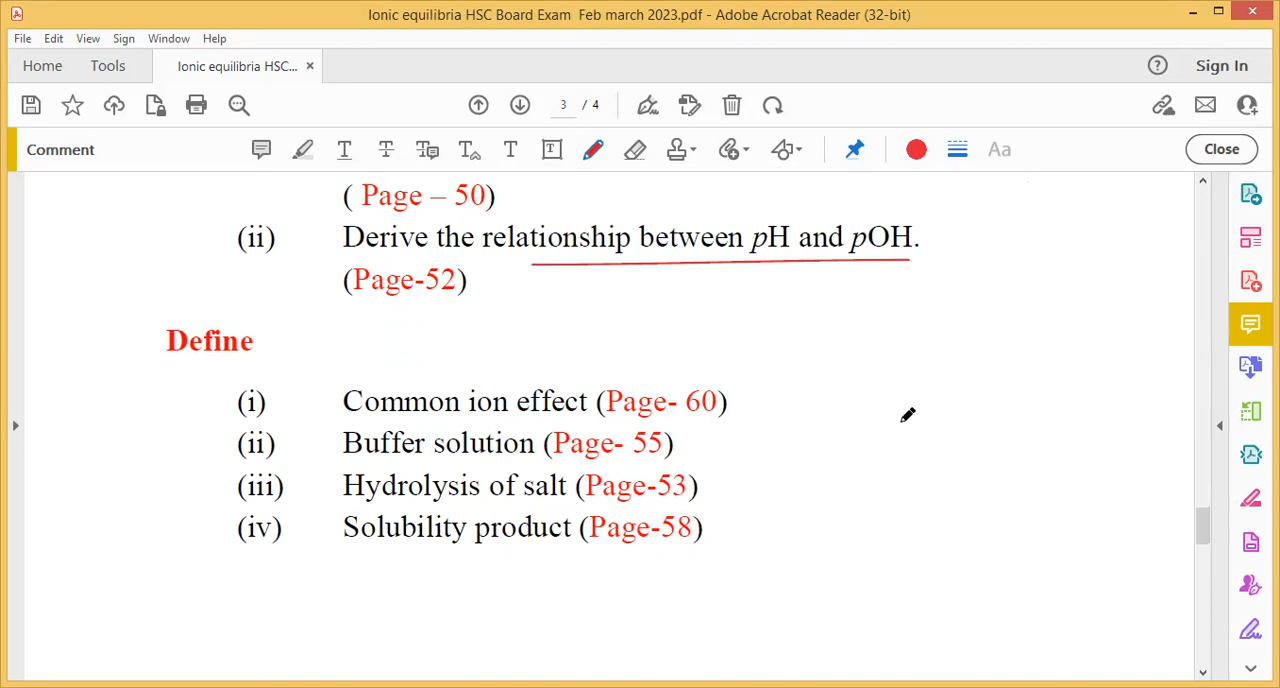 Ionic equilibria HSC Board Exam Feb march 2023.pdf - Adobe Acrobat Reader (32-bit)
File Edit View Sign Window Help
Home Tools Ionic equilibria HSC... × Sign In
3 / 4
Comment Aa Close
( Page – 50)
(ii) Derive the relationship between pH and pOH.
(Page-52)
Define
(i) Common ion effect (Page- 60)
(ii) Buffer solution (Page- 55)
(iii) Hydrolysis of salt (Page-53)
(iv) Solubility product (Page-58)